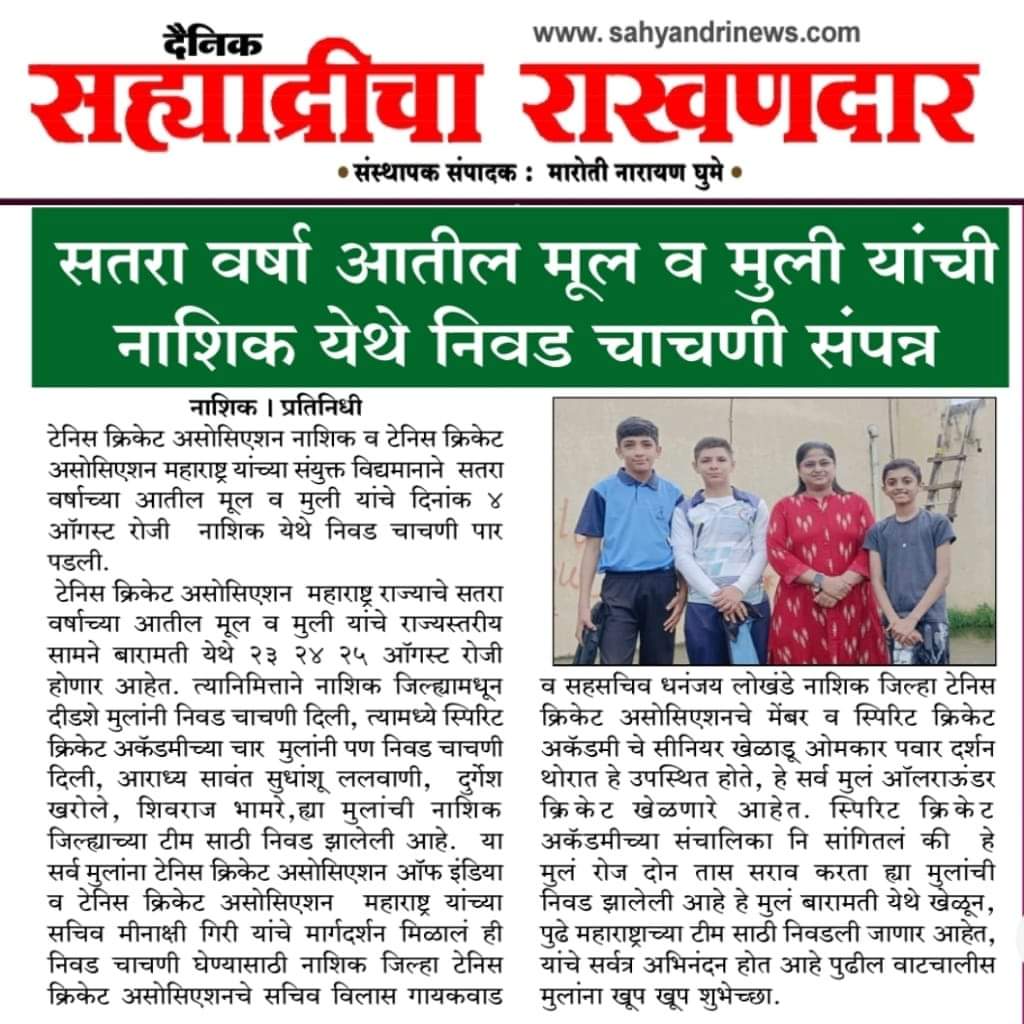 दैनिक
www.sahyandrinews.com
सह्याद्रीचा राखणदार
•संस्थापक संपादक : मारोती नारायण घुमे•
सतरा वर्षा आतील मूल व मुली यांची
नाशिक येथे निवड चाचणी संपन्न
नाशिक । प्रतिनिधी
टेनिस क्रिकेट असोसिएशन नाशिक व टेनिस क्रिकेट
असोसिएशन महाराष्ट्र यांच्या संयुक्त विद्यमानाने सतरा
वर्षाच्या आतील मूल व मुली यांचे दिनांक ४
ऑगस्ट रोजी नाशिक येथे निवड चाचणी पार
पडली.
टेनिस क्रिकेट असोसिएशन महाराष्ट्र राज्याचे सतरा
वर्षाच्या आतील मूल व मुली यांचे राज्यस्तरीय
सामने बारामती येथे २३ २४ २५ ऑगस्ट रोजी
होणार आहेत. त्यानिमित्ताने नाशिक जिल्ह्यामधून
दीडशे मुलांनी निवड चाचणी दिली, त्यामध्ये स्पिरिट
क्रिकेट अकॅडमीच्या चार मुलांनी पण निवड चाचणी
दिली, आराध्य सावंत सुधांशू ललवाणी, दुर्गेश
खरोले, शिवराज भामरे,ह्या मुलांची नाशिक
जिल्ह्याच्या टीम साठी निवड झालेली आहे. या
सर्व मुलांना टेनिस क्रिकेट असोसिएशन ऑफ इंडिया
व टेनिस क्रिकेट असोसिएशन महाराष्ट्र यांच्या
सचिव मीनाक्षी गिरी यांचे मार्गदर्शन मिळालं ही
निवड चाचणी घेण्यासाठी नाशिक जिल्हा टेनिस
क्रिकेट असोसिएशनचे सचिव विलास गायकवाड
व सहसचिव धनंजय लोखंडे नाशिक जिल्हा टेनिस
क्रिकेट असोसिएशनचे मेंबर व स्पिरिट क्रिकेट
अकॅडमी चे सीनियर खेळाडू ओमकार पवार दर्शन
थोरात हे उपस्थित होते, हे सर्व मुलं ऑलराऊंडर
क्रिकेट खेळणारे आहेत. स्पिरिट क्रिकेट
अकॅडमीच्या संचालिका नि सांगितलं की हे
मुलं रोज दोन तास सराव करता ह्या मुलांची
निवड झालेली आहे हे मुलं बारामती येथे खेळून,
पुढे महाराष्ट्राच्या टीम साठी निवडली जाणार आहेत,
यांचे सर्वत्र अभिनंदन होत आहे पुढील वाटचालीस
मुलांना खूप खूप शुभेच्छा.